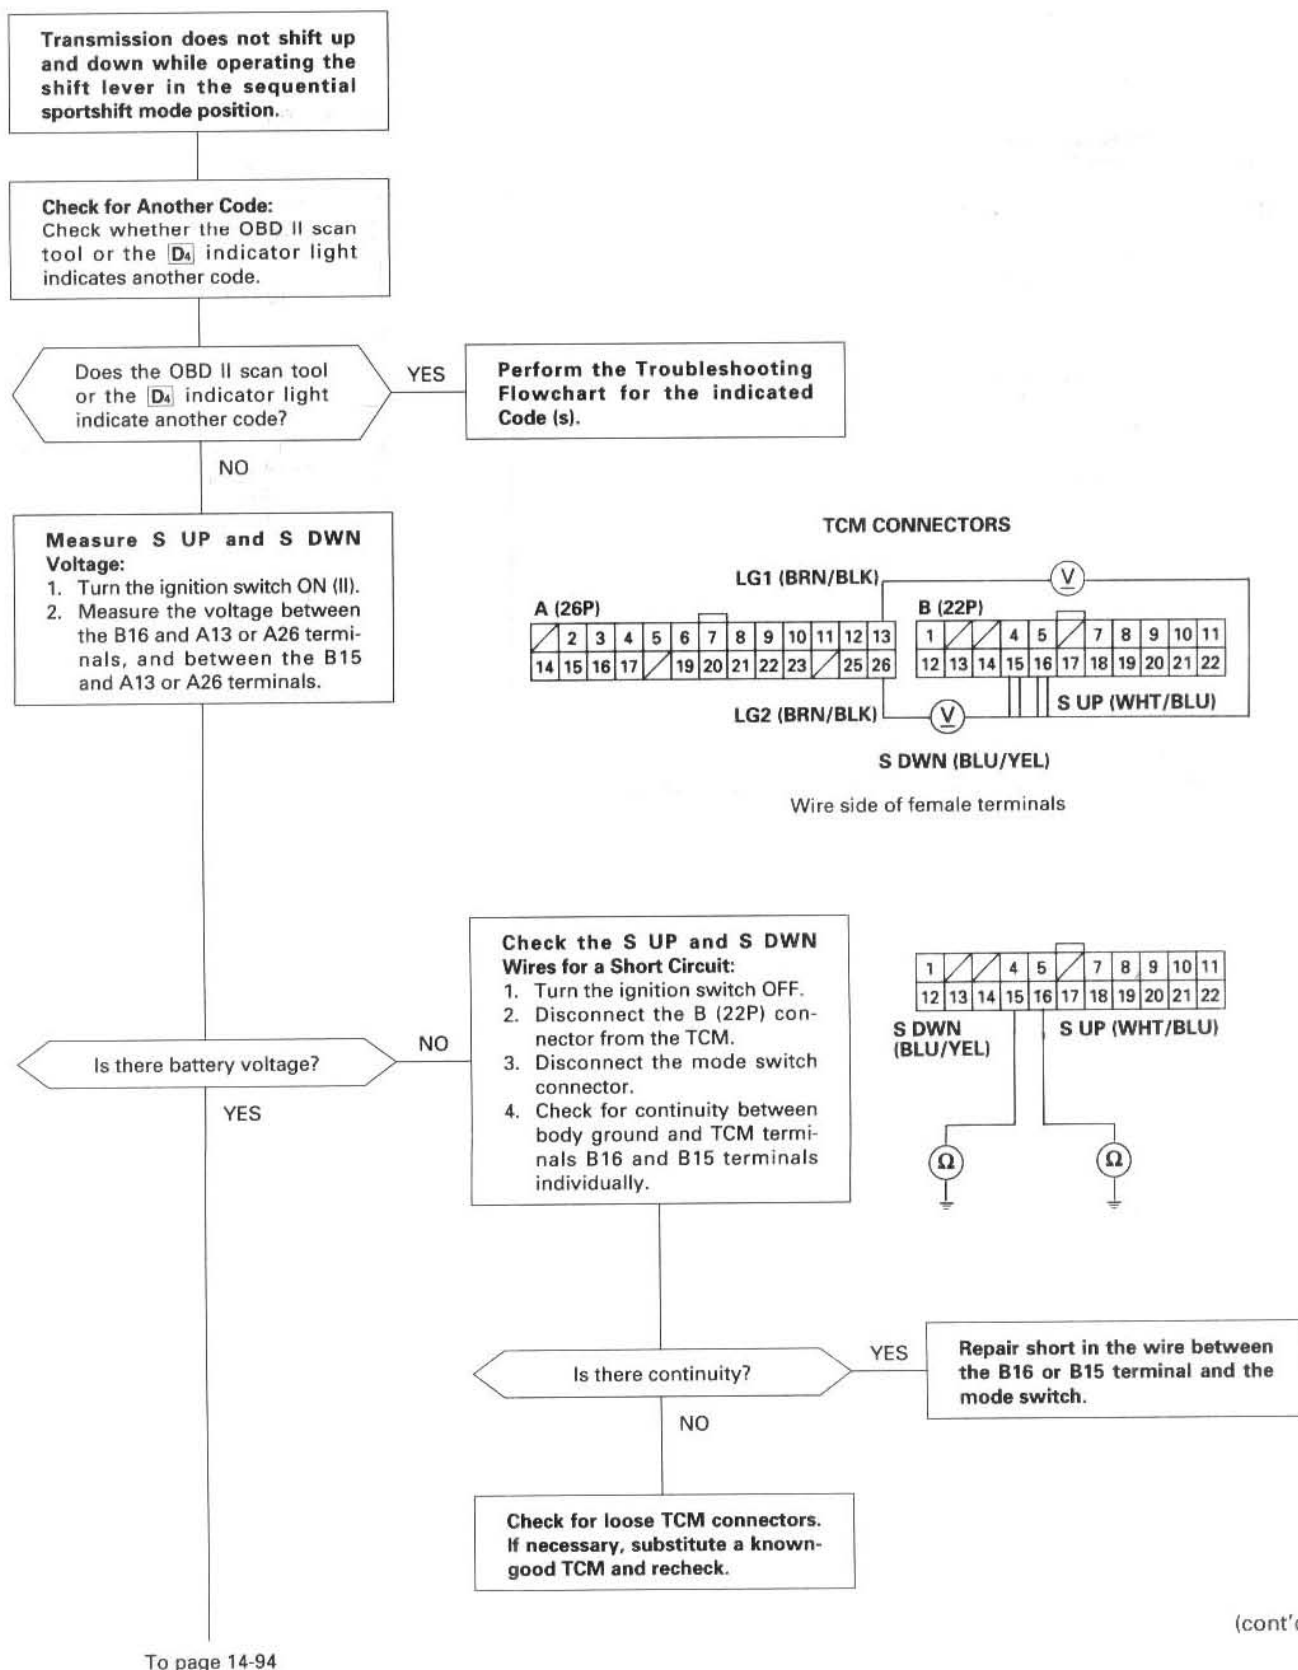 Transmission does not shift up
and down while operating the
shift lever in the sequential
sportshift mode position.
Check for Another Code:
Check whether the OBD II scan
tool or the D4 indicator light
indicates another code.
Does the OBD II scan tool
or the D4 indicator light
indicate another code?
YES
Perform the Troubleshooting
Flowchart for the indicated
Code (s).
NO
Measure S UP and S DWN
Voltage:
1. Turn the ignition switch ON (II).
2. Measure the voltage between
the B16 and A13 or A26 termi-
nals, and between the B15
and A13 or A26 terminals.
TCM CONNECTORS
LG1 (BRN/BLK)
V
A (26P)
2 3 4 5 6 7 8 9 10 11 12 13
14 15 16 17 19 20 21 22 23 25 26
B (22P)
1 4 5 7 8 9 10 11
12 13 14 15 16 17 18 19 20 21 22
LG2 (BRN/BLK)
V
S UP (WHT/BLU)
S DWN (BLU/YEL)
Wire side of female terminals
Is there battery voltage?
NO
YES
Check the S UP and S DWN
Wires for a Short Circuit:
1. Turn the ignition switch OFF.
2. Disconnect the B (22P) con-
nector from the TCM.
3. Disconnect the mode switch
connector.
4. Check for continuity between
body ground and TCM termi-
nals B16 and B15 terminals
individually.
1 4 5 7 8 9 10 11
12 13 14 15 16 17 18 19 20 21 22
S DWN
(BLU/YEL)
S UP (WHT/BLU)
Ω
Ω
Is there continuity?
YES
Repair short in the wire between
the B16 or B15 terminal and the
mode switch.
NO
Check for loose TCM connectors.
If necessary, substitute a known-
good TCM and recheck.
(cont'd
To page 14-94